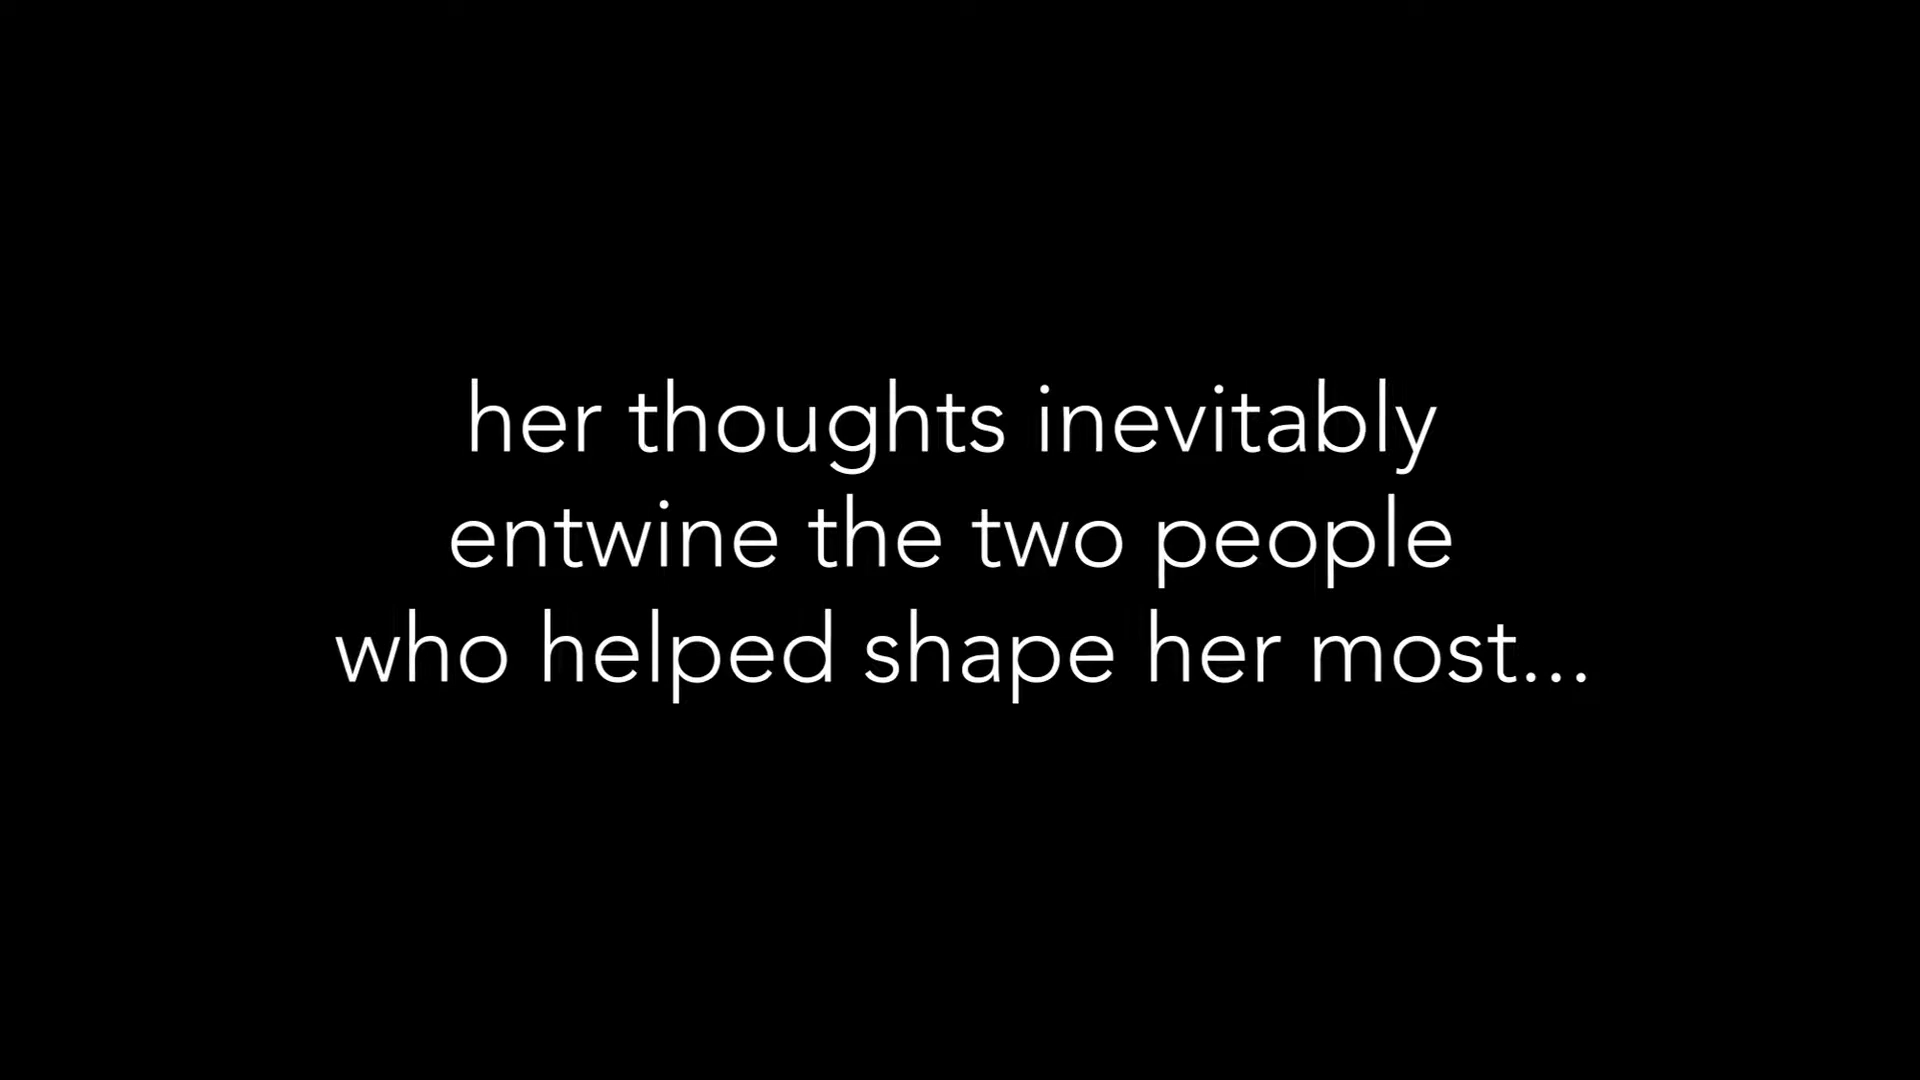 her thoughts inevitably
entwine the two people
who helped shape her most...